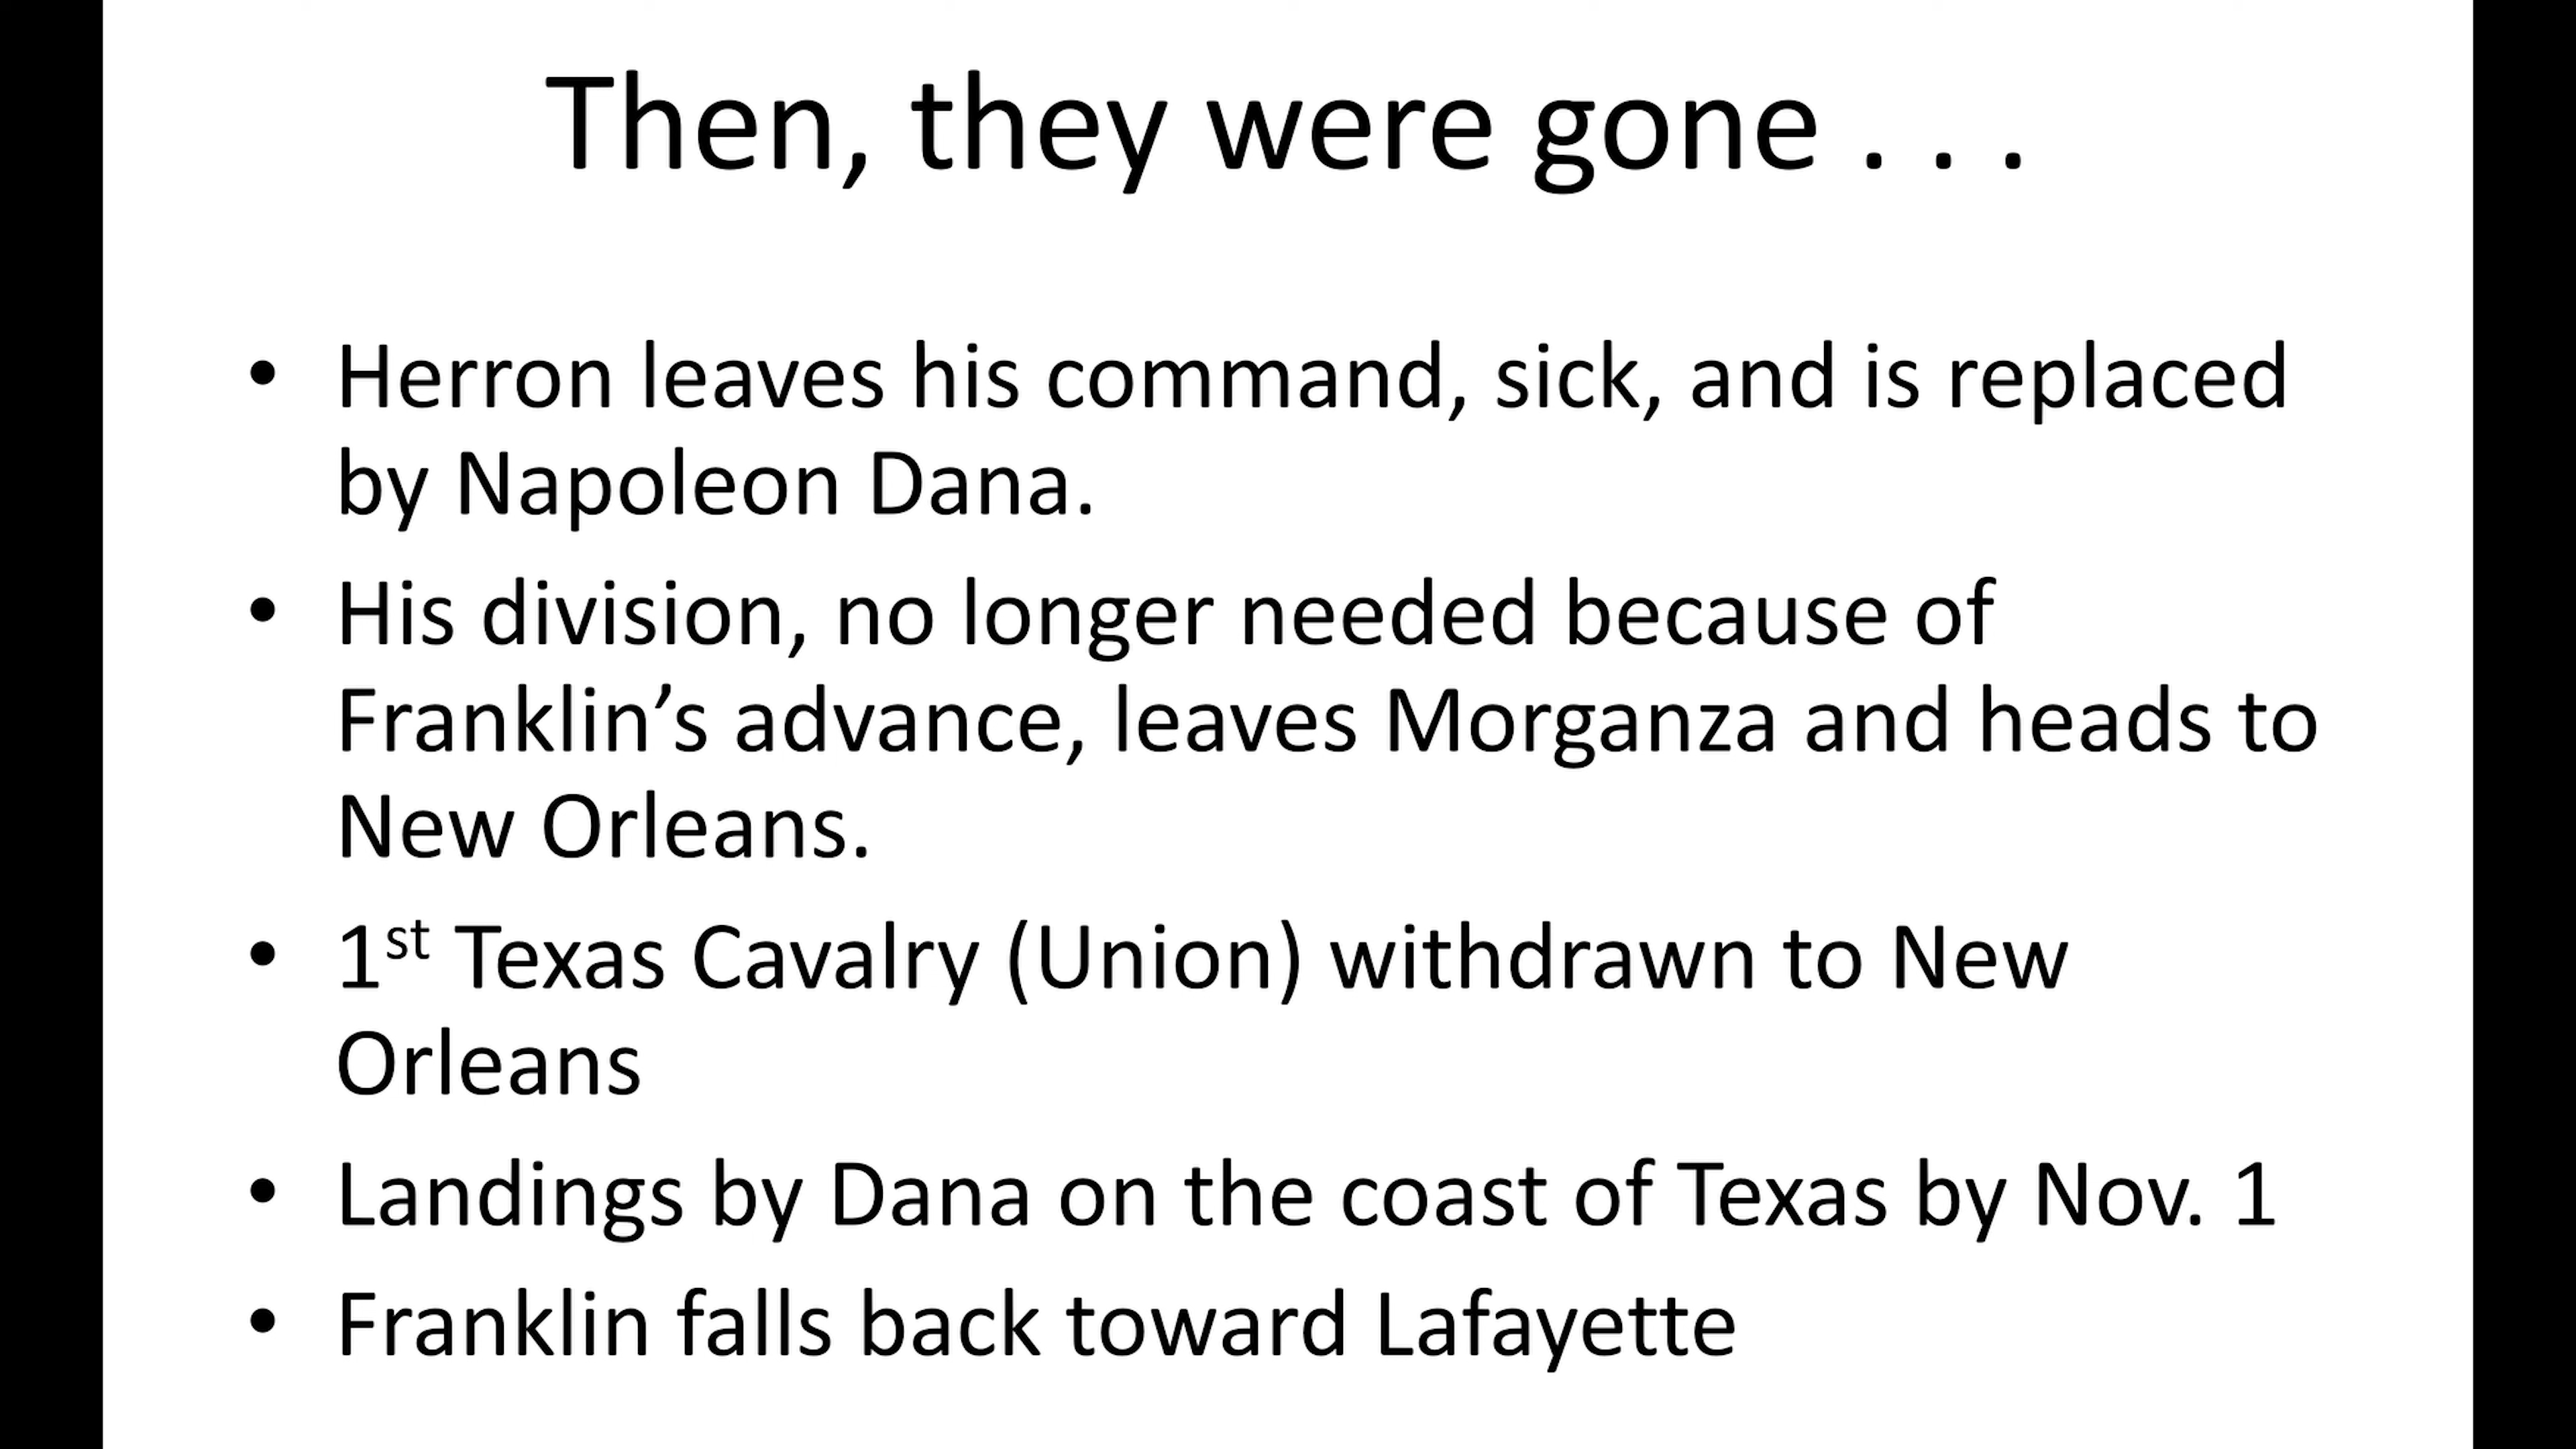 Then, they were gone . . .
• Herron leaves his command, sick, and is replaced
by Napoleon Dana.
• His division, no longer needed because of
Franklin’s advance, leaves Morganza and heads to
New Orleans.
• 1st Texas Cavalry (Union) withdrawn to New
Orleans
• Landings by Dana on the coast of Texas by Nov. 1
• Franklin falls back toward Lafayette